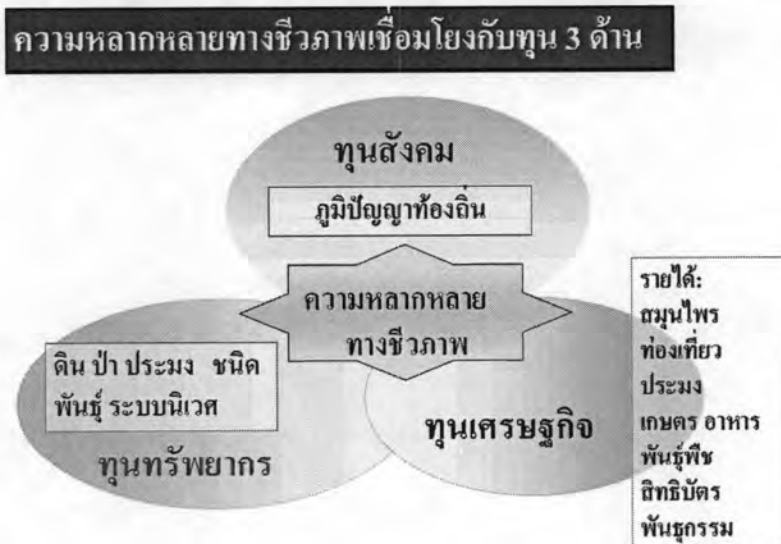 ความหลากหลายทางชีวภาพเชื่อมโยงกับทุน 3 ด้าน
ทุนสังคม
ภูมิปัญญาท้องถิ่น
ความหลากหลาย
ทางชีวภาพ
ดิน ป่า ประมง ชนิด
พันธุ์ ระบบนิเวศ
ทุนทรัพยากร
ทุนเศรษฐกิจ
รายได้:
สมุนไพร
ท่องเที่ยว
ประมง
เกษตร อาหาร
พันธุ์พืช
สิทธิบัตร
พันธุกรรม